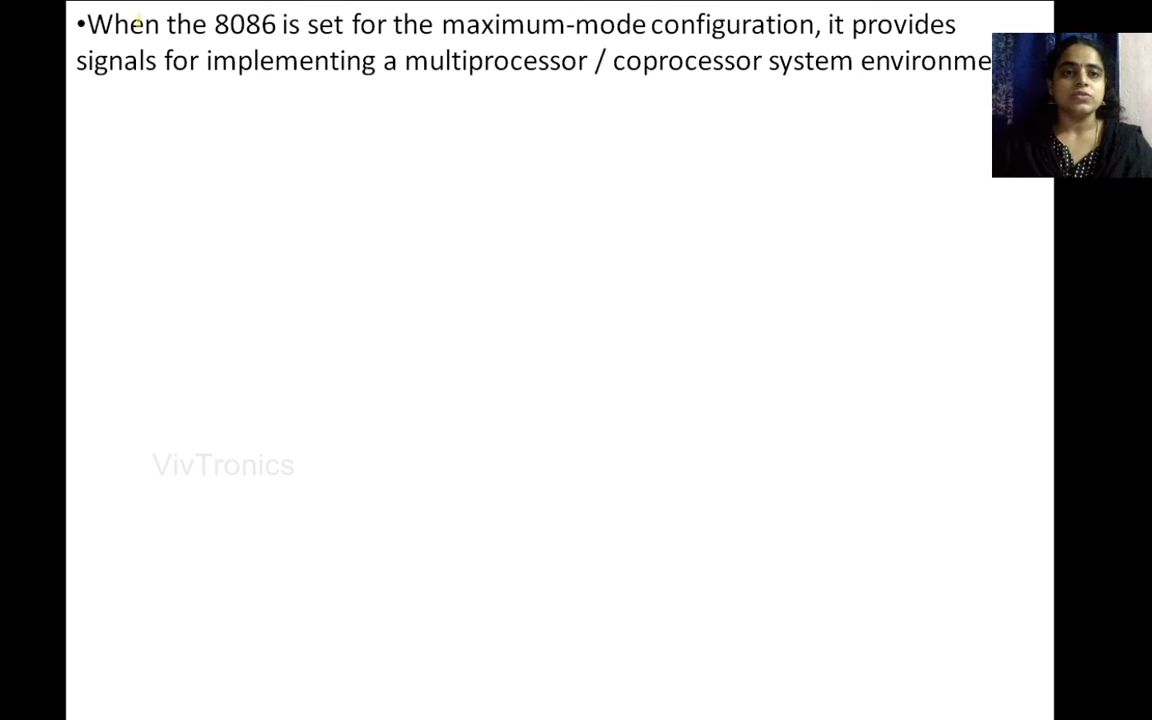 •When the 8086 is set for the maximum-mode configuration, it provides
signals for implementing a multiprocessor / coprocessor system environme
VivTronics